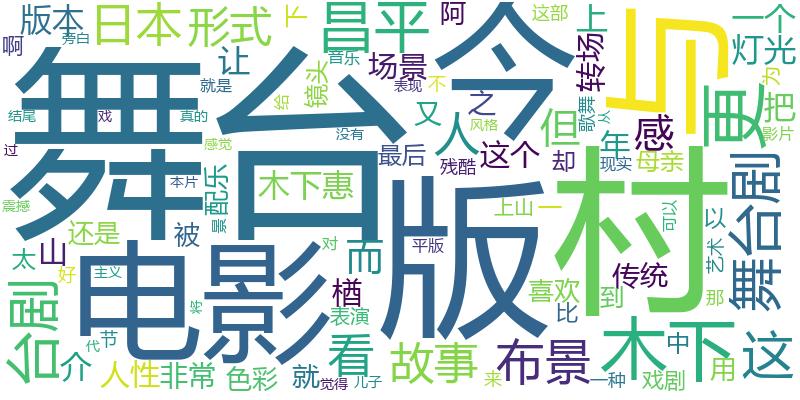 版本
日本
形式
昌平
下
让
阿
这部
上
一个
灯光
啊
旁白
舞台
令
与
更
为
把
音乐
场景
镜头
转场
就是
表现
不
之
歌舞
给
又
人
但
感
结尾
戏
真的
从
影片
风格
年
过
感觉
没有
最后
残酷
这个
却
现实
母亲
本片
配乐
木下惠
版
村
舞台剧
震撼
还是
被
景
上山
一
可以
艺术
以
太
山
电影
对
而
平版
传统
那
好
主义
将
楢
喜欢
到
台剧
代
节
表演
看
故事
比
布景
木下
中
这
介
人性
非常
色彩
就
觉得
儿子
来
一种
戏剧
用